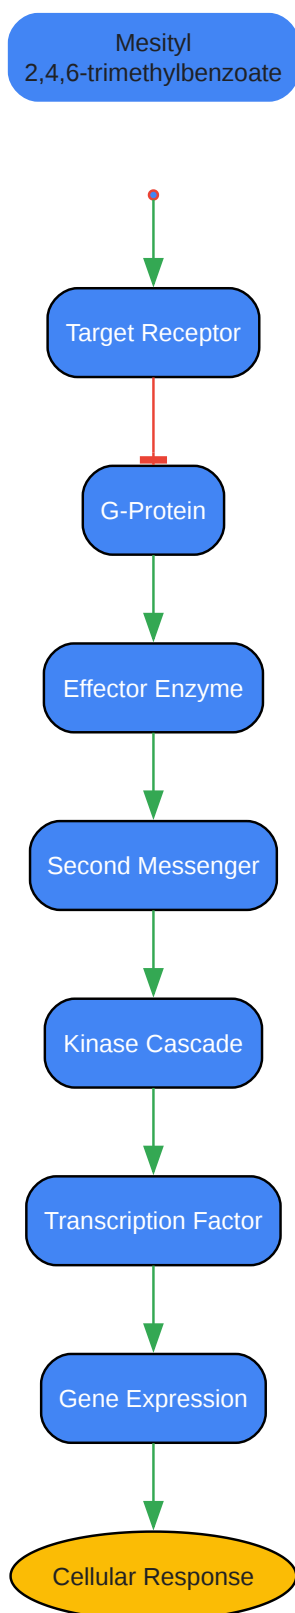 Mesityl
2,4,6-trimethylbenzoate
Target Receptor
G-Protein
Effector Enzyme
Second Messenger
Kinase Cascade
Transcription Factor
Gene Expression
Cellular Response